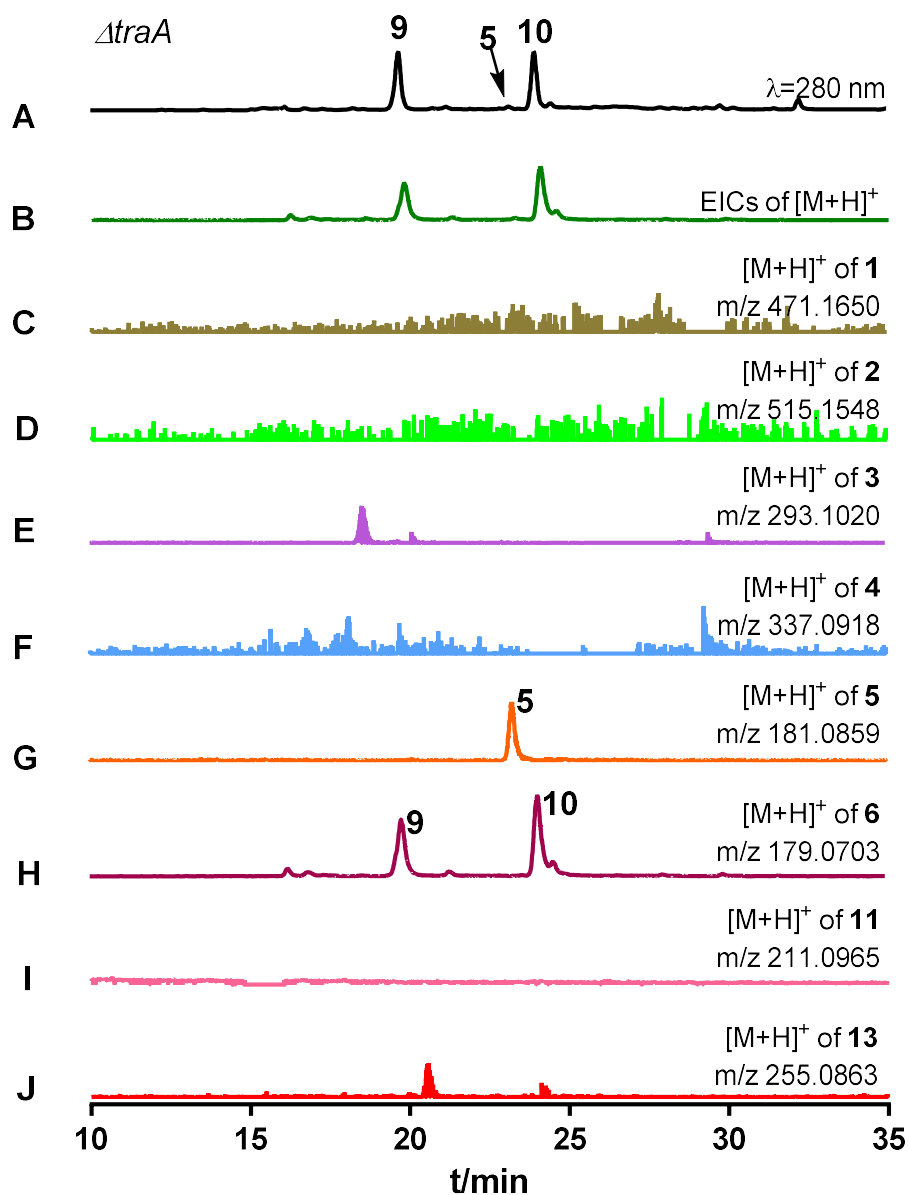 ΔtraA
9
5
10
λ=280 nm
A
EICs of [M+H]+
B
[M+H]+ of 1
m/z 471.1650
C
[M+H]+ of 2
m/z 515.1548
D
[M+H]+ of 3
m/z 293.1020
E
[M+H]+ of 4
m/z 337.0918
F
5
[M+H]+ of 5
m/z 181.0859
G
9
10
[M+H]+ of 6
m/z 179.0703
H
[M+H]+ of 11
m/z 211.0965
I
[M+H]+ of 13
m/z 255.0863
J
10
15
20
25
30
35
t/min